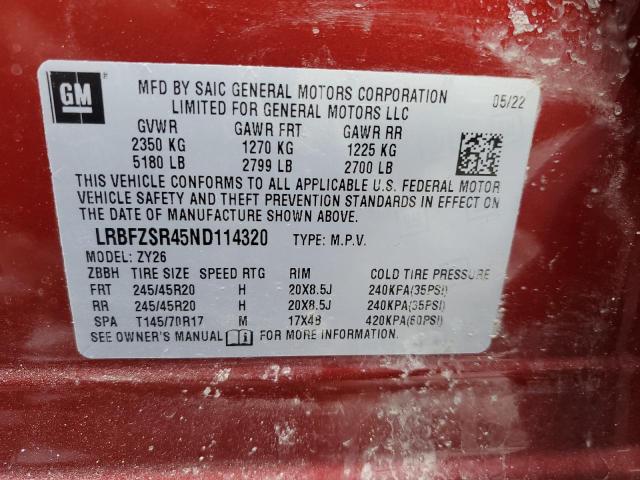 GM
MFD BY SAIC GENERAL MOTORS CORPORATION
LIMITED FOR GENERAL MOTORS LLC
05/22
GVWR GAWR FRT GAWR RR
2350 KG 1270 KG 1225 KG
5180 LB 2799 LB 2700 LB
THIS VEHICLE CONFORMS TO ALL APPLICABLE U.S. FEDERAL MOTOR
VEHICLE SAFETY AND THEFT PREVENTION STANDARDS IN EFFECT ON
THE DATE OF MANUFACTURE SHOWN ABOVE.
LRBFZSR45ND114320 TYPE: M.P.V.
MODEL: ZY26
ZBBH TIRE SIZE SPEED RTG RIM COLD TIRE PRESSURE
FRT 245/45R20 H 20X8.5J 240KPA(35PSI)
RR 245/45R20 H 20X8.5J 240KPA(35PSI)
SPA T145/70R17 M 17X4B 420KPA(60PSI)
SEE OWNER'S MANUAL i FOR MORE INFORMATION.